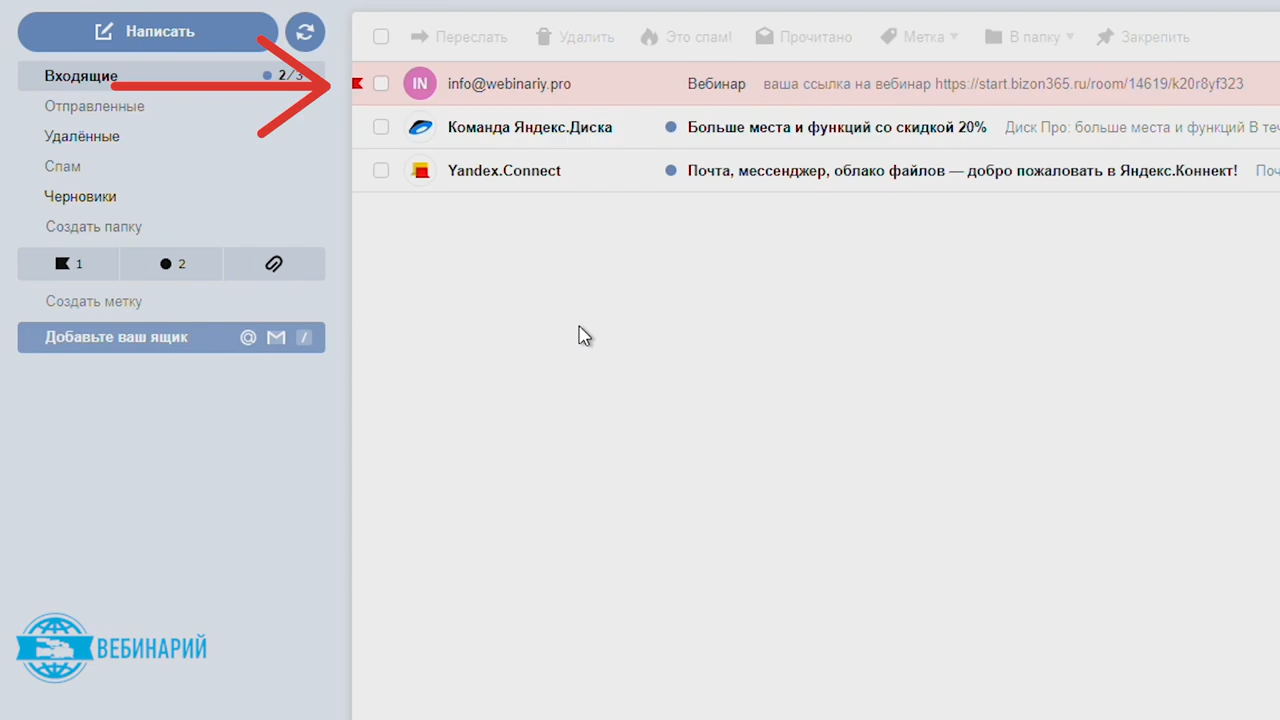 Написать
Входящие 2/3
Отправленные
Удалённые
Спам
Черновики
Создать папку
1 2
Создать метку
Добавьте ваш ящик
Переслать Удалить Это спам! Прочитано Метка В папку Закрепить
IN info@webinariy.pro Вебинар ваша ссылка на вебинар https://start.bizon365.ru/room/14619/k20r8yf323
Команда Яндекс.Диска Больше места и функций со скидкой 20% Диск Про: больше места и функций В теч
Yandex.Connect Почта, мессенджер, облако файлов — добро пожаловать в Яндекс.Коннект! Поч
ВЕБИНАРИЙ